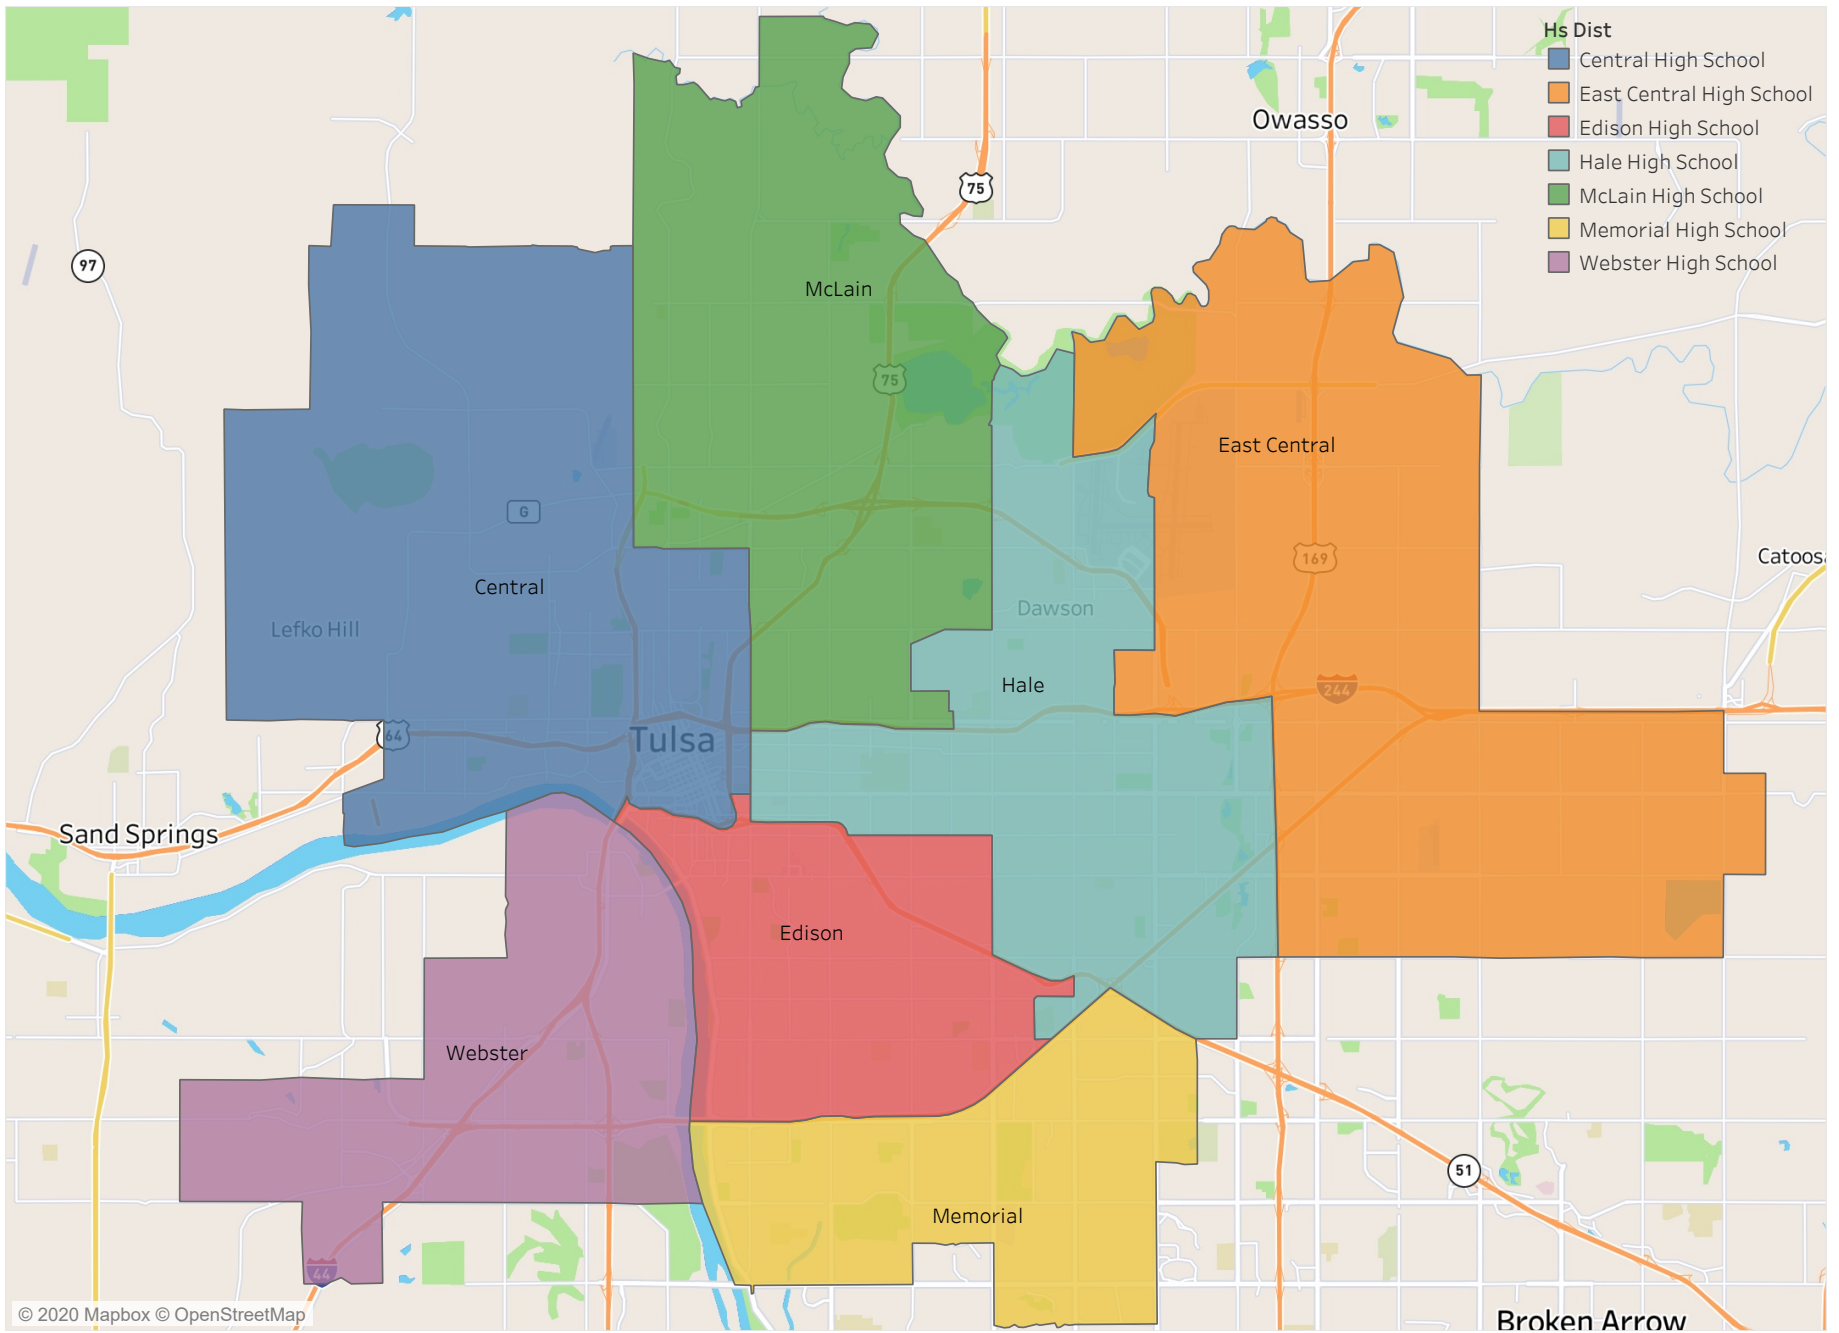 Hs Dist
Central High School
East Central High School
Edison High School
Hale High School
McLain High School
Memorial High School
Webster High School
Owasso
75
97
McLain
75
East Central
G
169
Catoosa
Central
Dawson
Lefko Hill
Hale
244
64
Tulsa
Sand Springs
Edison
Webster
51
Memorial
44
© 2020 Mapbox © OpenStreetMap
Broken Arrow